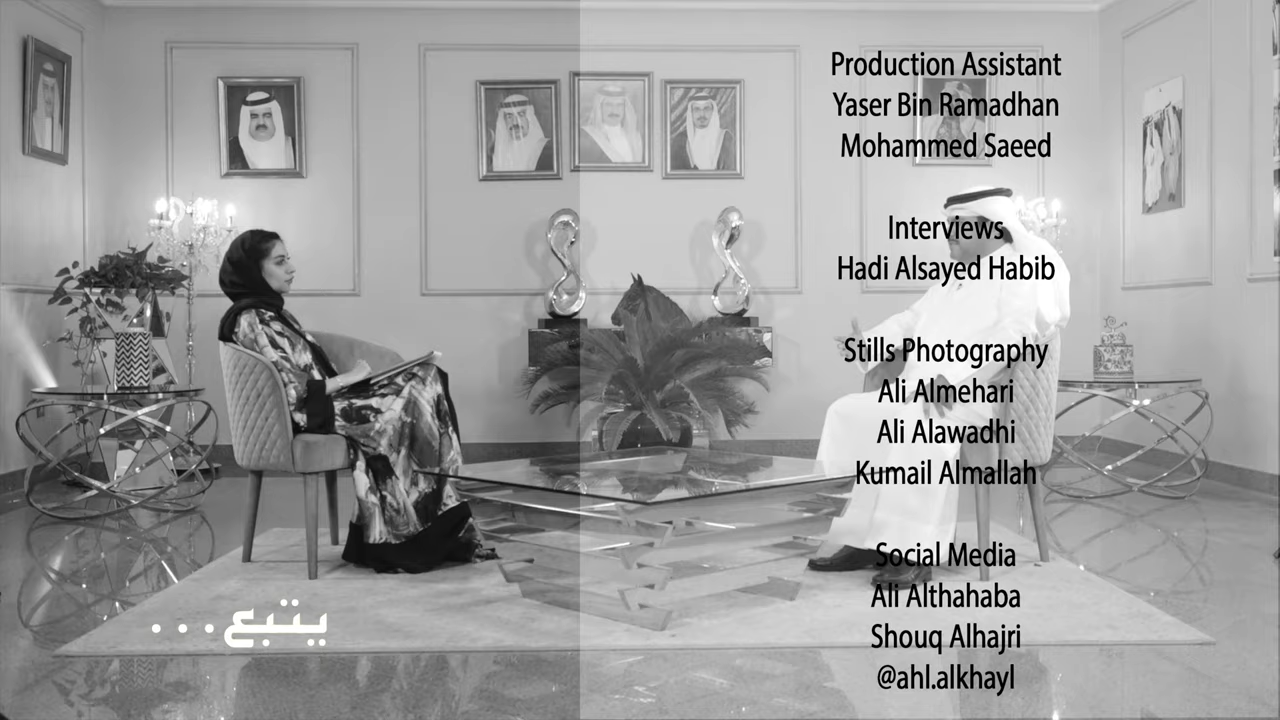 Production Assistant
Yaser Bin Ramadhan
Mohammed Saeed
Interviews
Hadi Alsayed Habib
Stills Photography
Ali Almehari
Ali Alawadhi
Kumail Almallah
Social Media
Ali Althahaba
Shouq Alhajri
@ahl.alkhayl
يتبع...